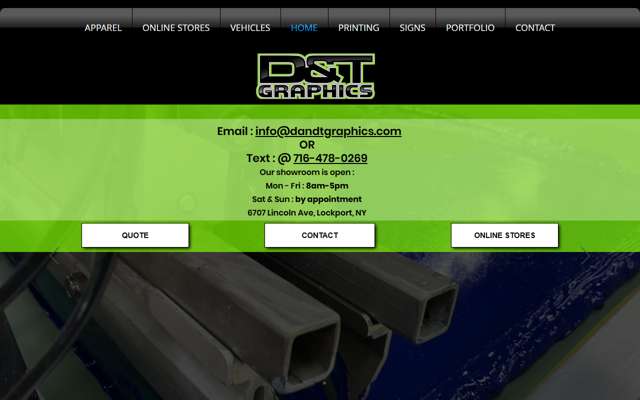 APPAREL
ONLINE STORES
VEHICLES
HOME
PRINTING
SIGNS
PORTFOLIO
CONTACT
D&T
GRAPHICS
Email : info@dandtgraphics.com
OR
Text : @ 716-478-0269
Our showroom is open :
Mon - Fri : 8am-5pm
Sat & Sun : by appointment
6707 Lincoln Ave, Lockport, NY
QUOTE
CONTACT
ONLINE STORES